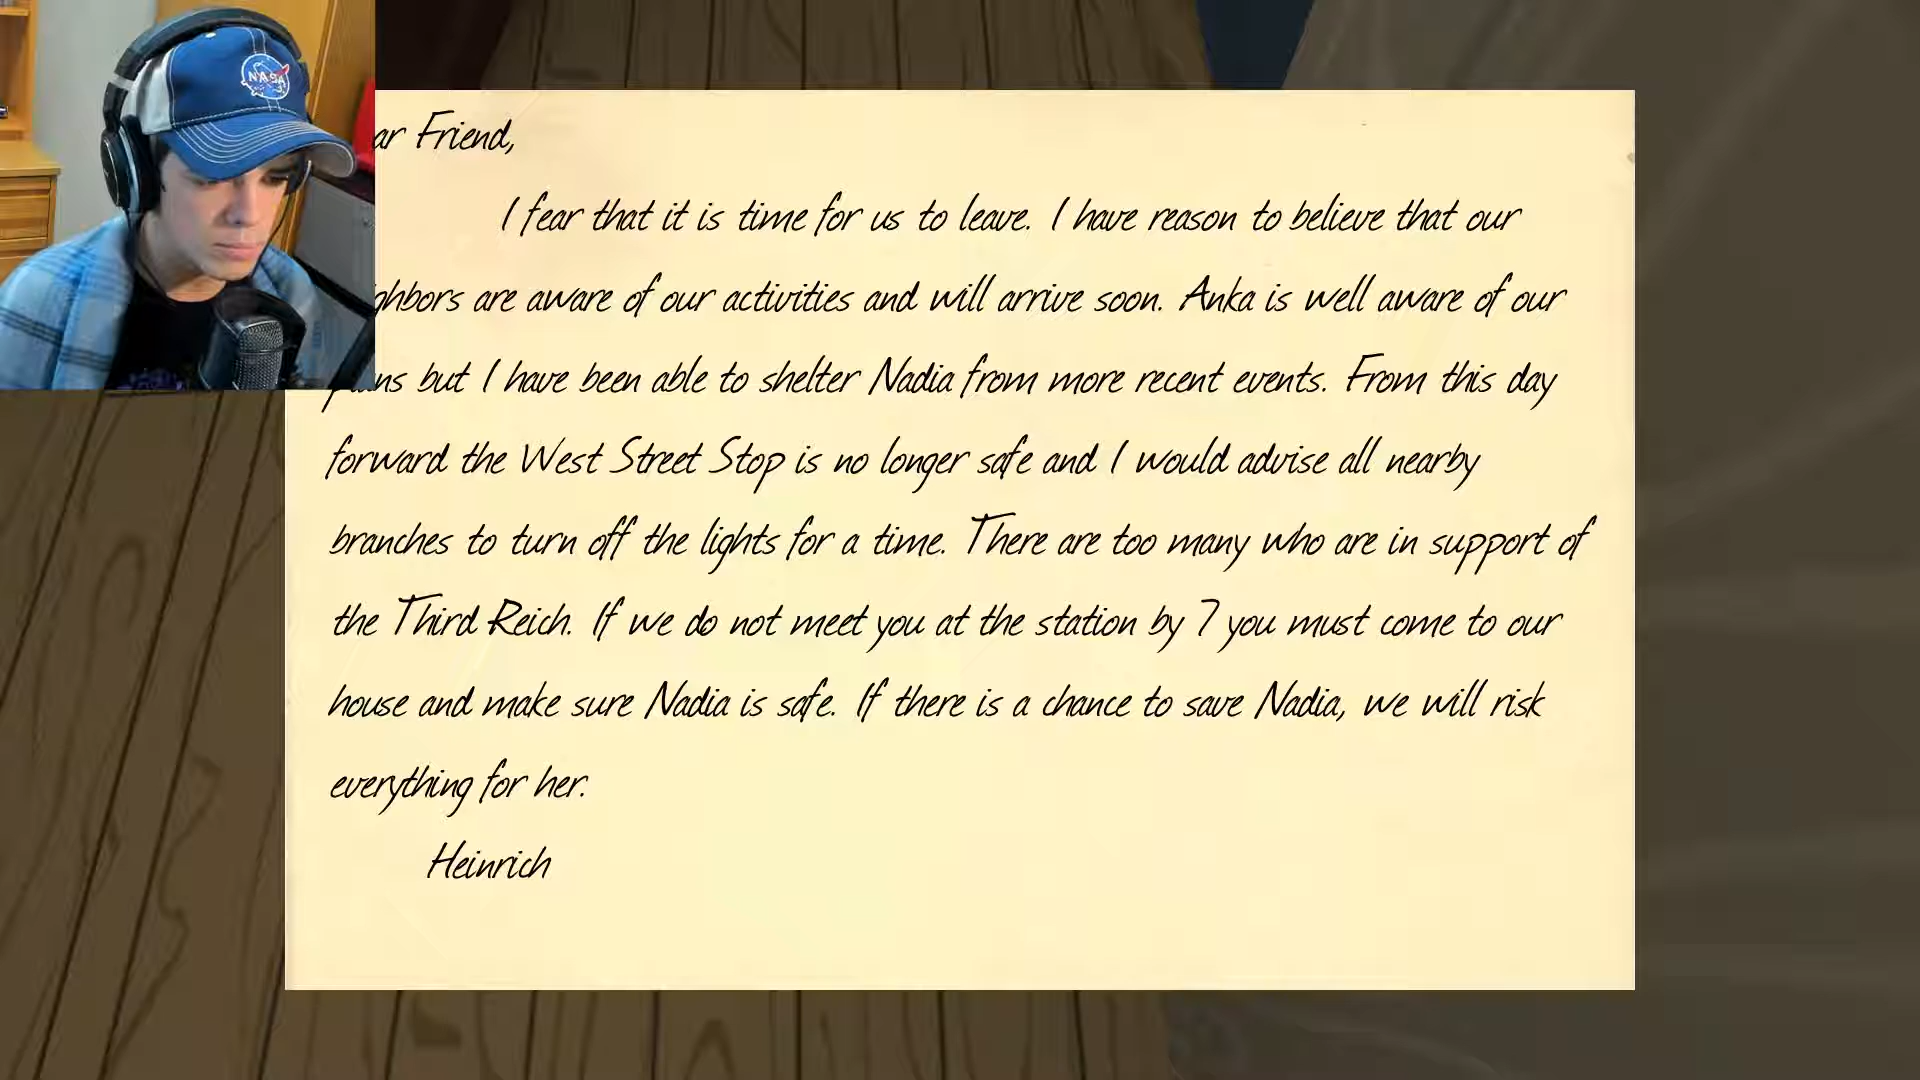 NASA
ar Friend,
I fear that it is time for us to leave. I have reason to believe that our
ghbors are aware of our activities and will arrive soon. Anka is well aware of our
but I have been able to shelter Nadia from more recent events. From this day
forward the West Street Stop is no longer safe and I would advise all nearby
branches to turn off the lights for a time. There are too many who are in support of
the Third Reich. If we do not meet you at the station by 7 you must come to our
house and make sure Nadia is safe. If there is a chance to save Nadia, we will risk
everything for her.
Heinrich